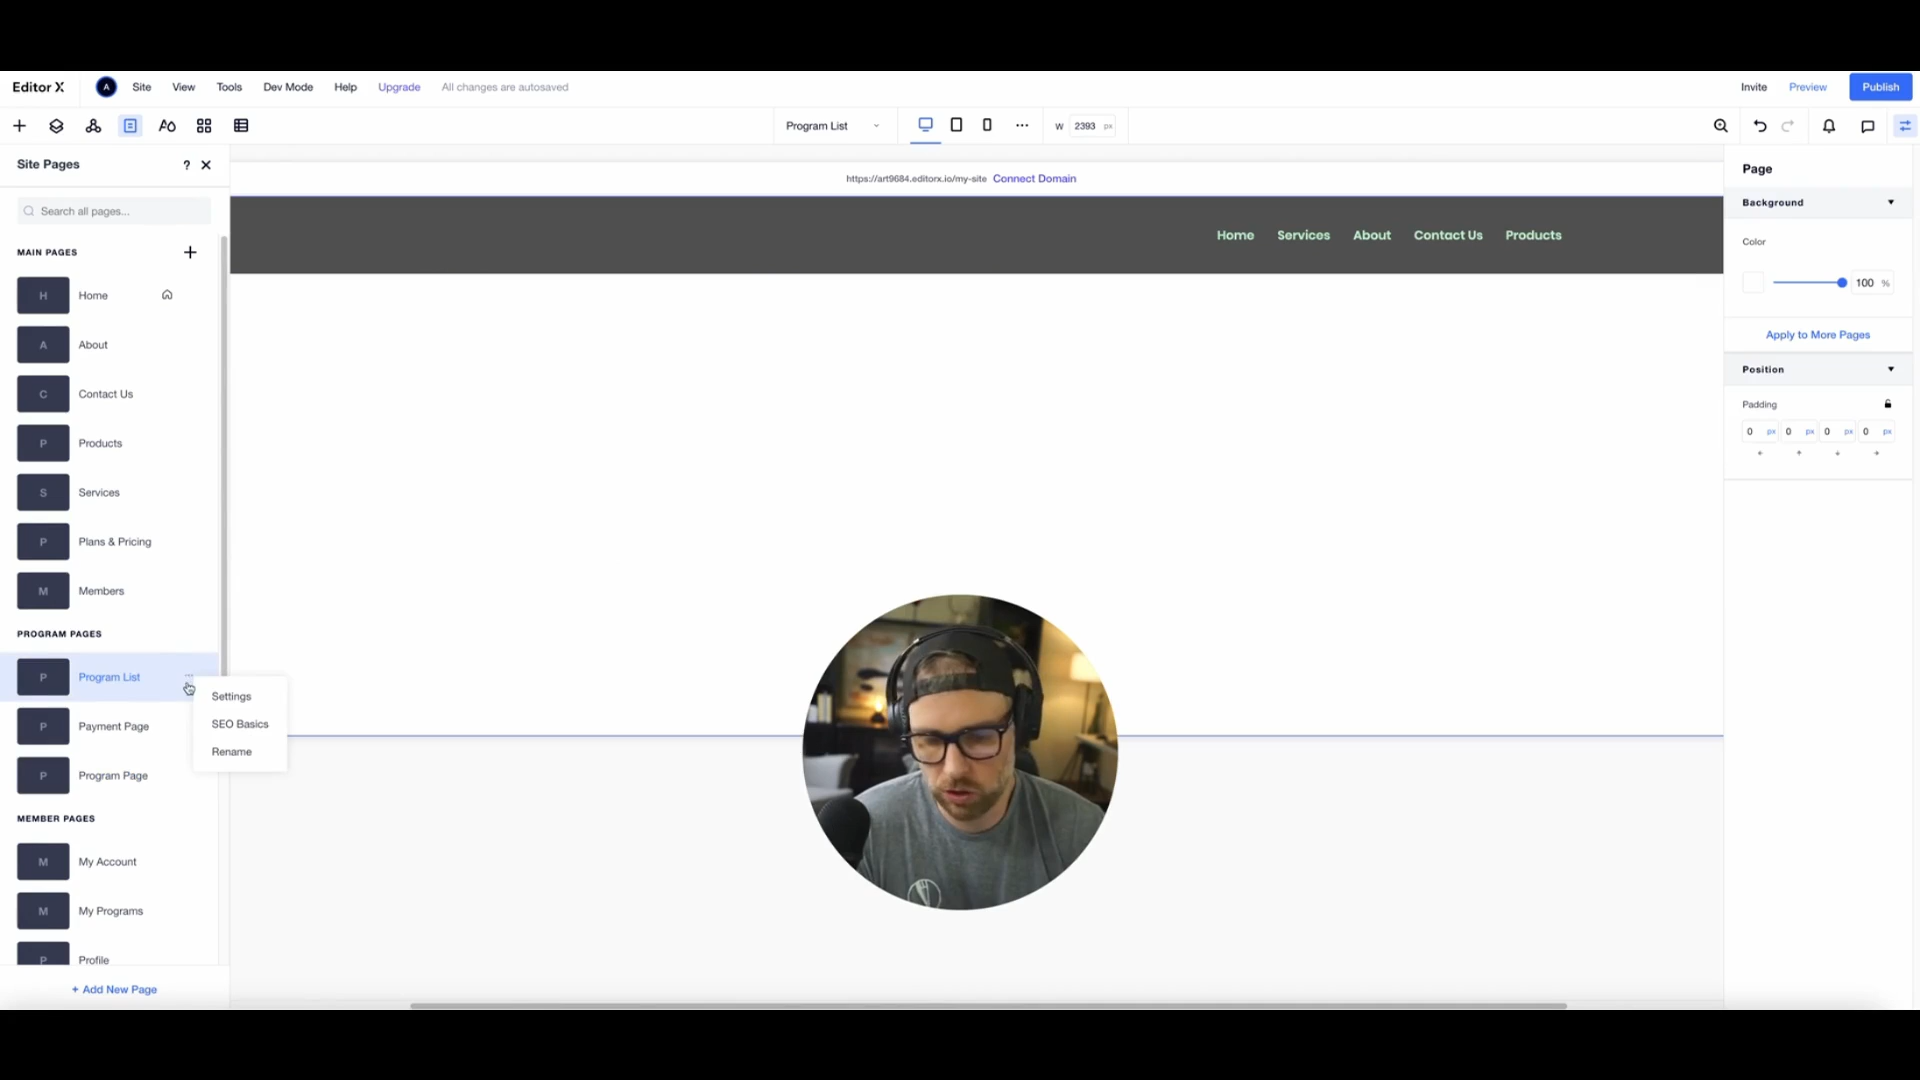 Editor X
A
Site
View
Tools
Dev Mode
Help
Upgrade
All changes are autosaved
Invite
Preview
Publish
Program List
W 2393 px
Site Pages
?
https://art9684.editorx.io/my-site Connect Domain
Page
Search all pages...
Background
Home
Services
About
Contact Us
Products
Color
MAIN PAGES
100 %
H Home
Apply to More Pages
A About
Position
C Contact Us
Padding
0 px 0 px 0 px 0 px
P Products
S Services
P Plans & Pricing
M Members
PROGRAM PAGES
P Program List
Settings
P Payment Page
SEO Basics
Rename
P Program Page
MEMBER PAGES
M My Account
M My Programs
P Profile
+ Add New Page